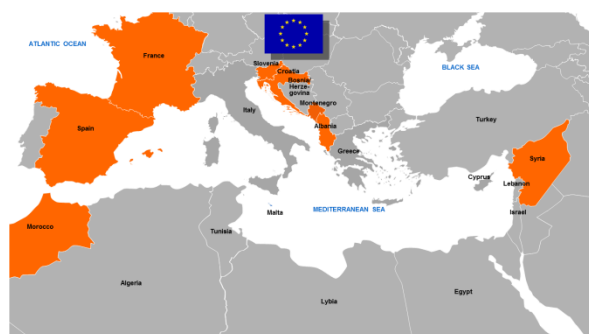 ATLANTIC OCEAN
France
Slovenia
Croatia
Bosnia/
Herze-
govina
BLACK SEA
Montenegro
Italy
Albania
Spain
Turkey
Greece
Syria
Cyprus
Lebanon
Malta
MEDITERRANEAN SEA
Israel
Morocco
Tunisia
Algeria
Lybia
Egypt